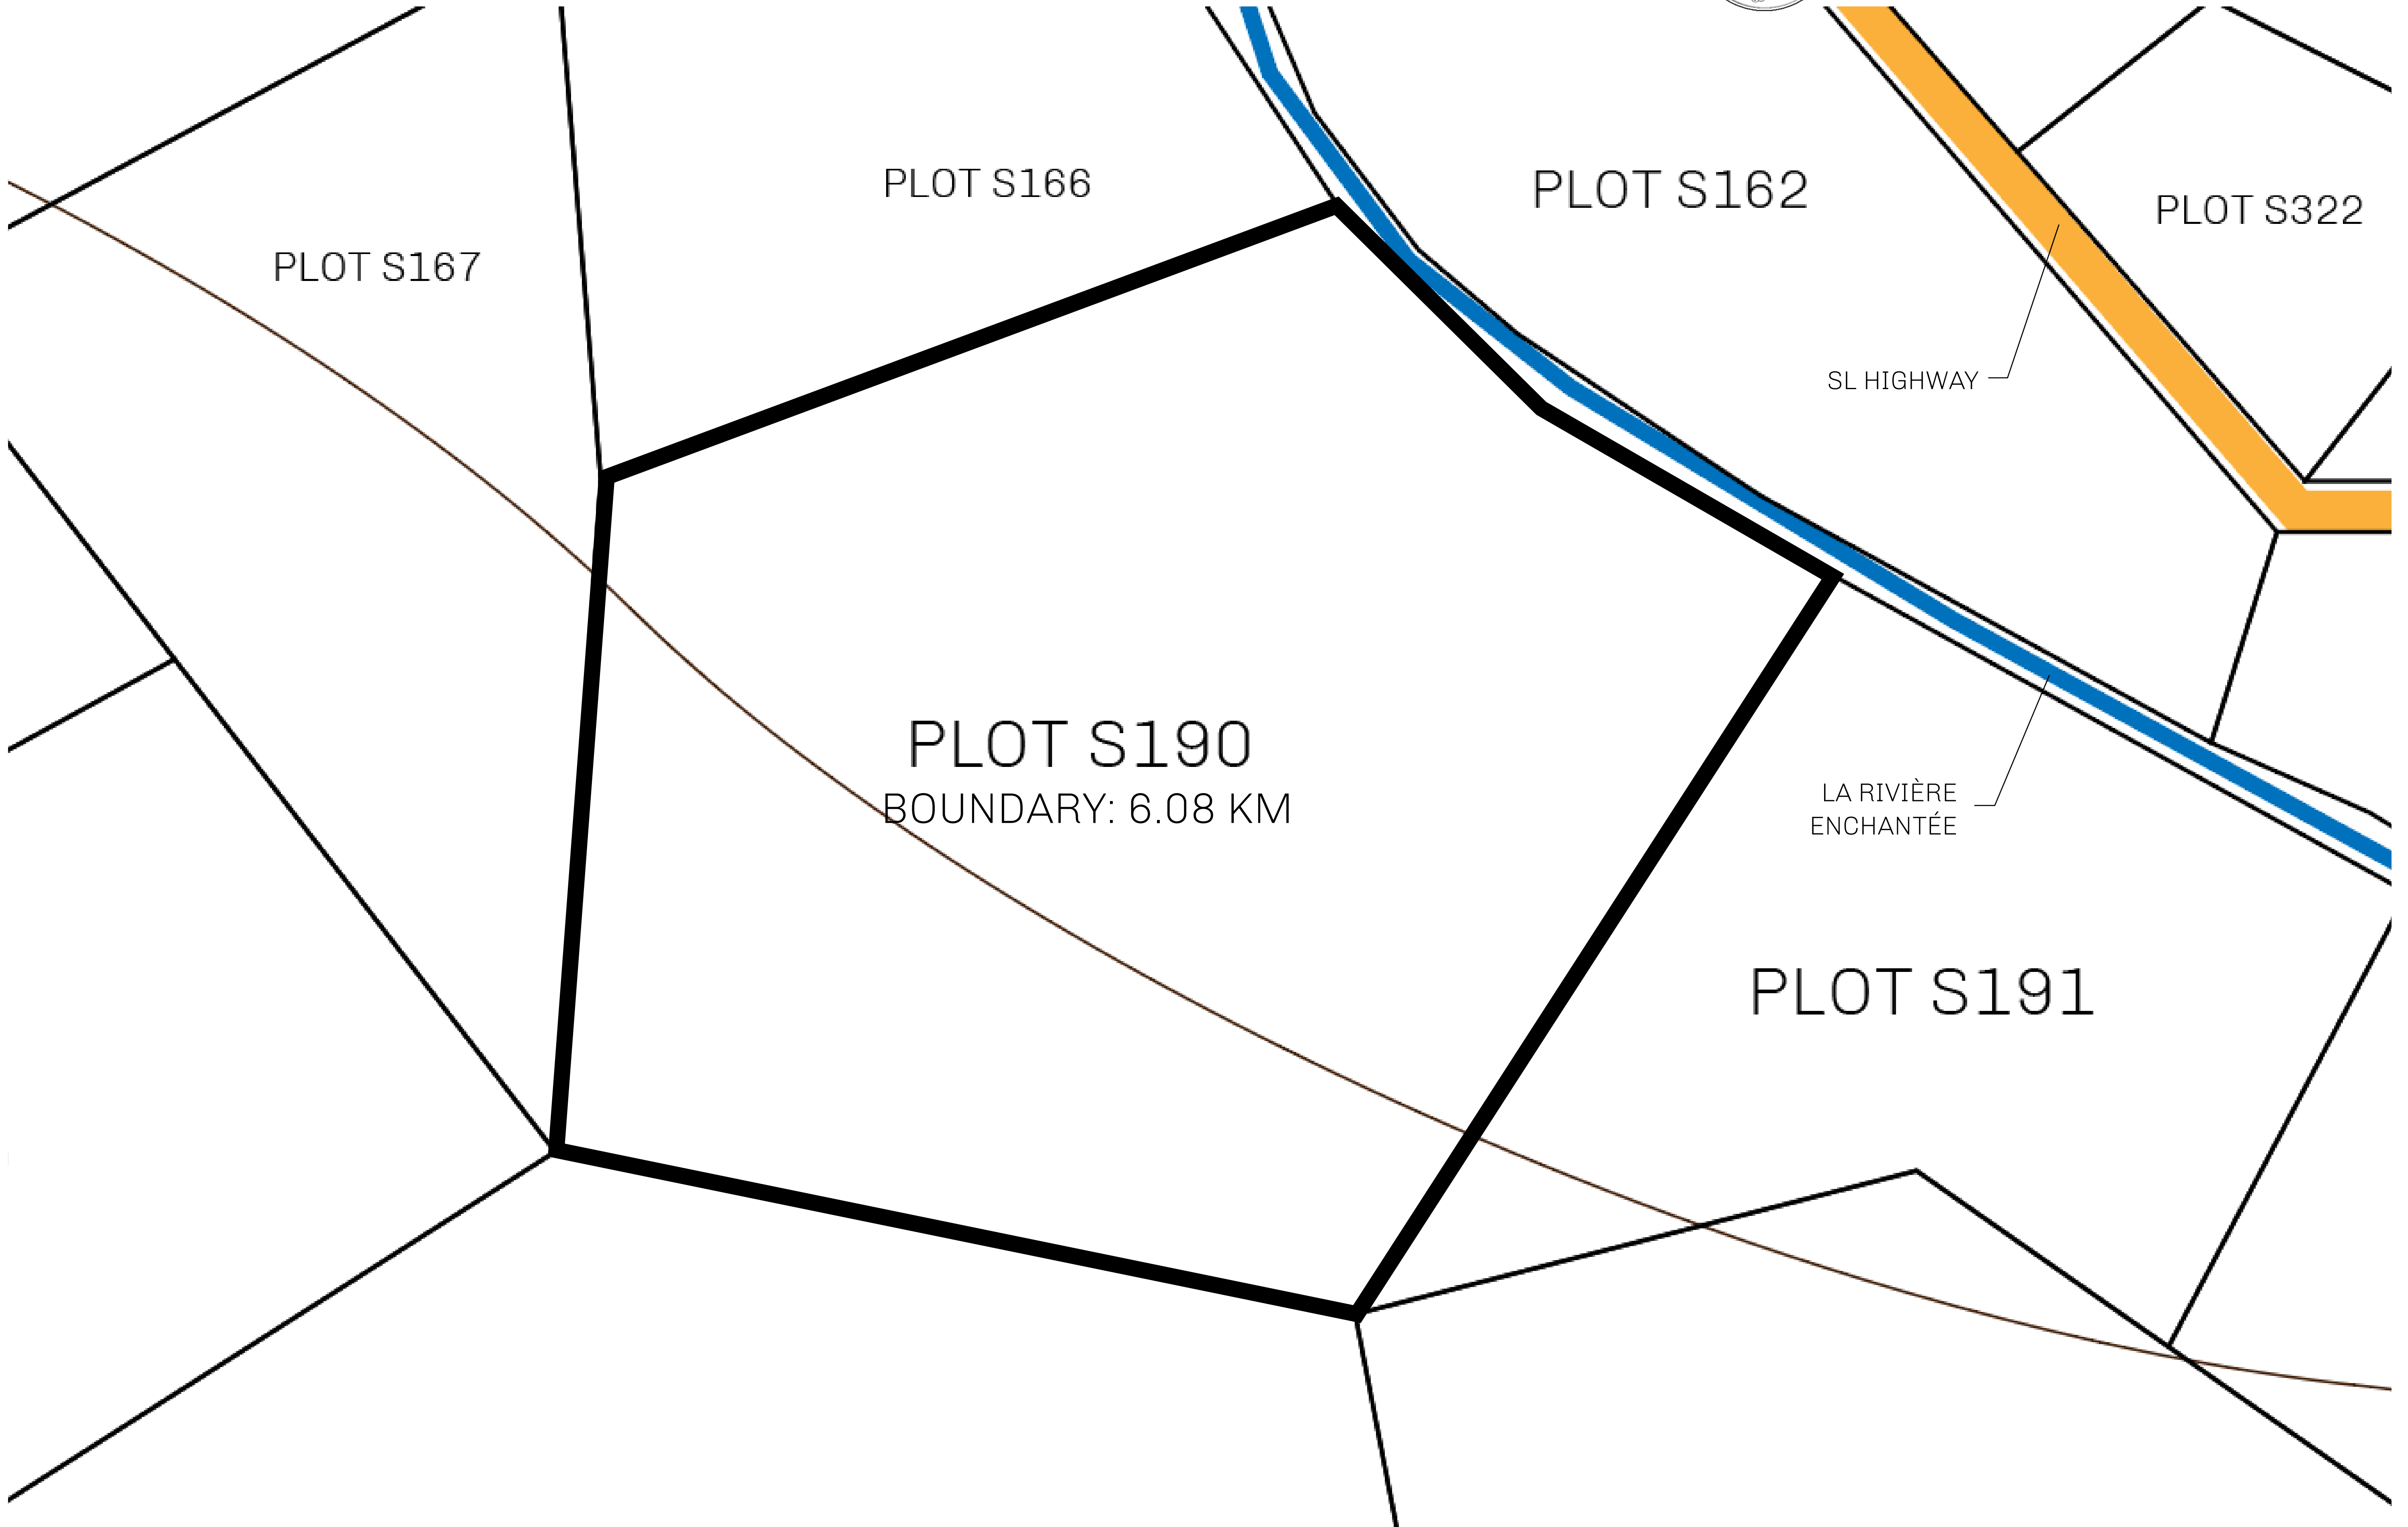 PLOT S166
PLOT S162
PLOT S322
PLOT S167
SL HIGHWAY
PLOT S190
BOUNDARY: 6.08 KM
LA RIVIÈRE
ENCHANTÉE
PLOT S191